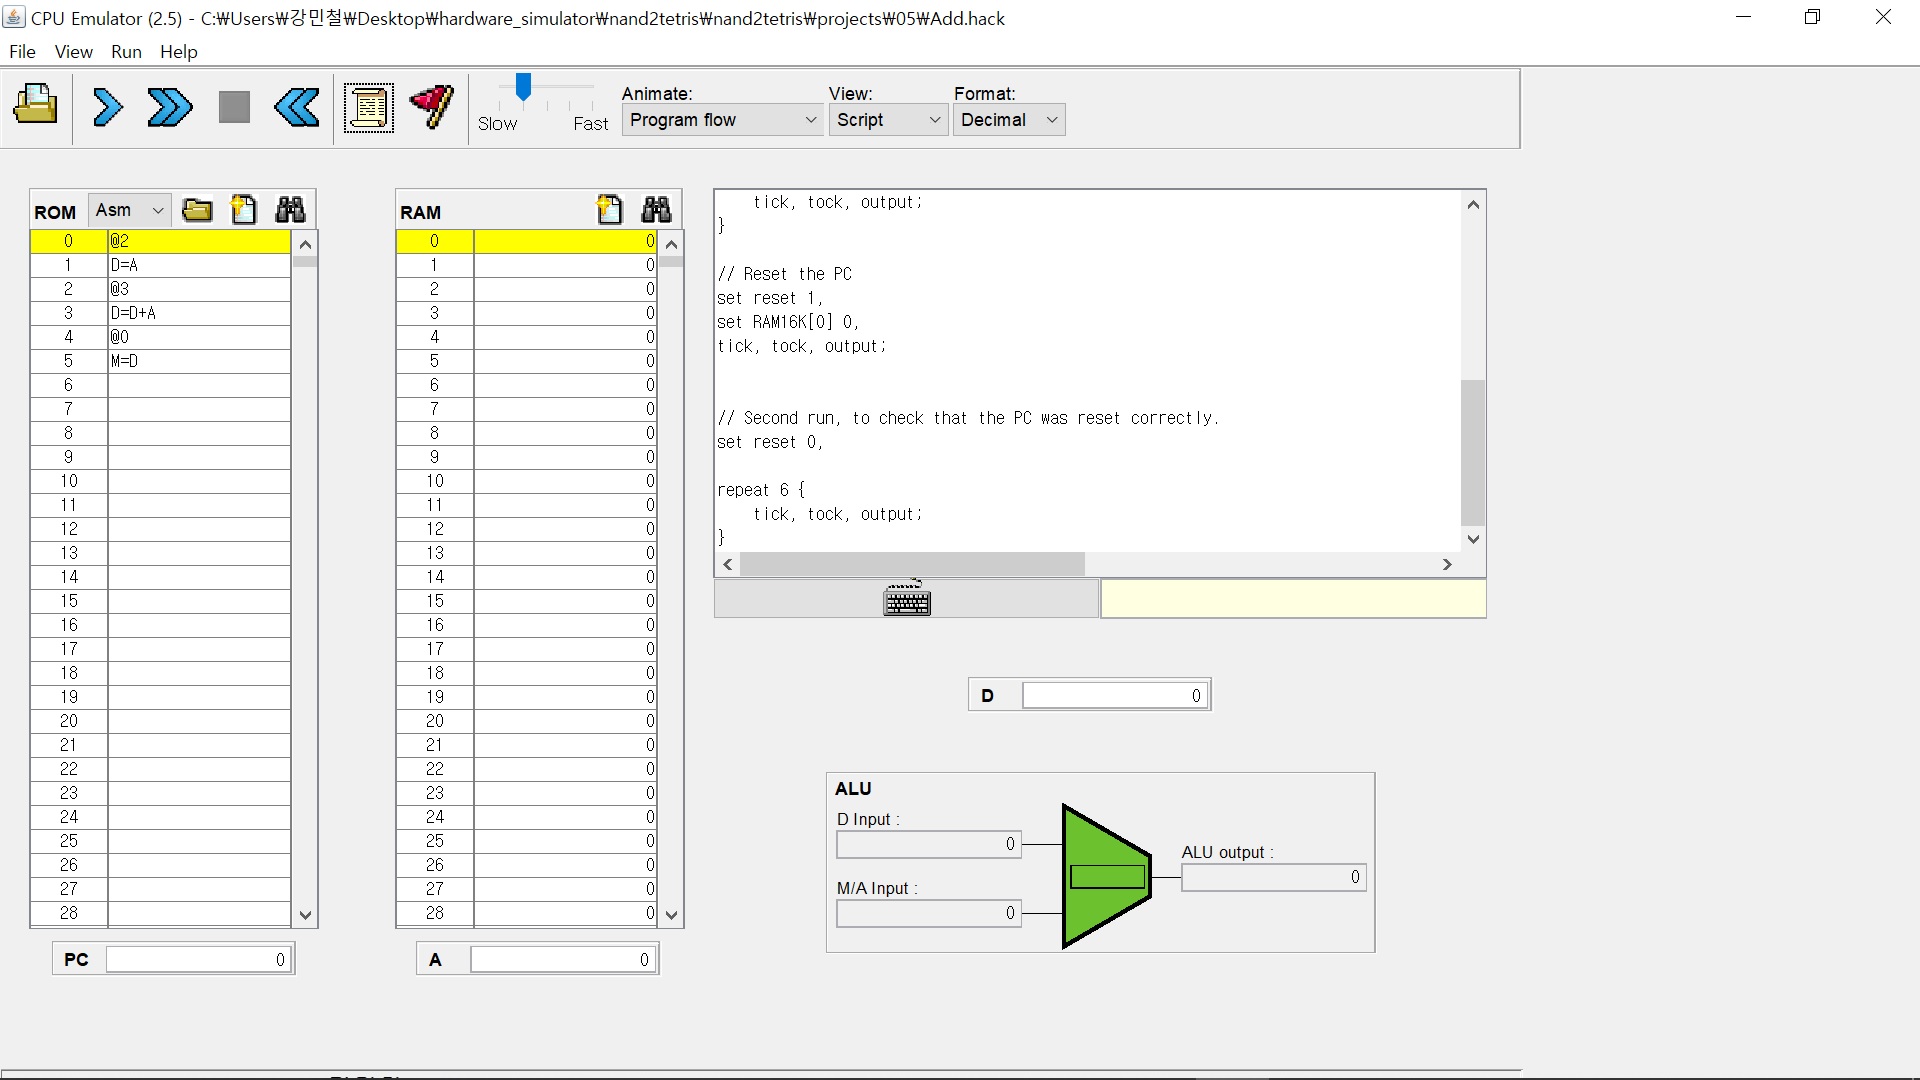 CPU Emulator (2.5) - C:₩Users₩강민철₩Desktop₩hardware_simulator₩nand2tetris₩nand2tetris₩projects₩05₩Add.hack
File View Run Help
Slow Fast
Animate: View: Format:
Program flow Script Decimal
ROM Asm
0 @2
1 D=A
2 @3
3 D=D+A
4 @0
5 M=D
6
7
8
9
10
11
12
13
14
15
16
17
18
19
20
21
22
23
24
25
26
27
28
PC 0
RAM
0 0
1 0
2 0
3 0
4 0
5 0
6 0
7 0
8 0
9 0
10 0
11 0
12 0
13 0
14 0
15 0
16 0
17 0
18 0
19 0
20 0
21 0
22 0
23 0
24 0
25 0
26 0
27 0
28 0
A 0
tick, tock, output;
}
// Reset the PC
set reset 1,
set RAM16K[0] 0,
tick, tock, output;
// Second run, to check that the PC was reset correctly.
set reset 0,
repeat 6 {
tick, tock, output;
}
D 0
ALU
D Input :
0
M/A Input :
0
ALU output :
0